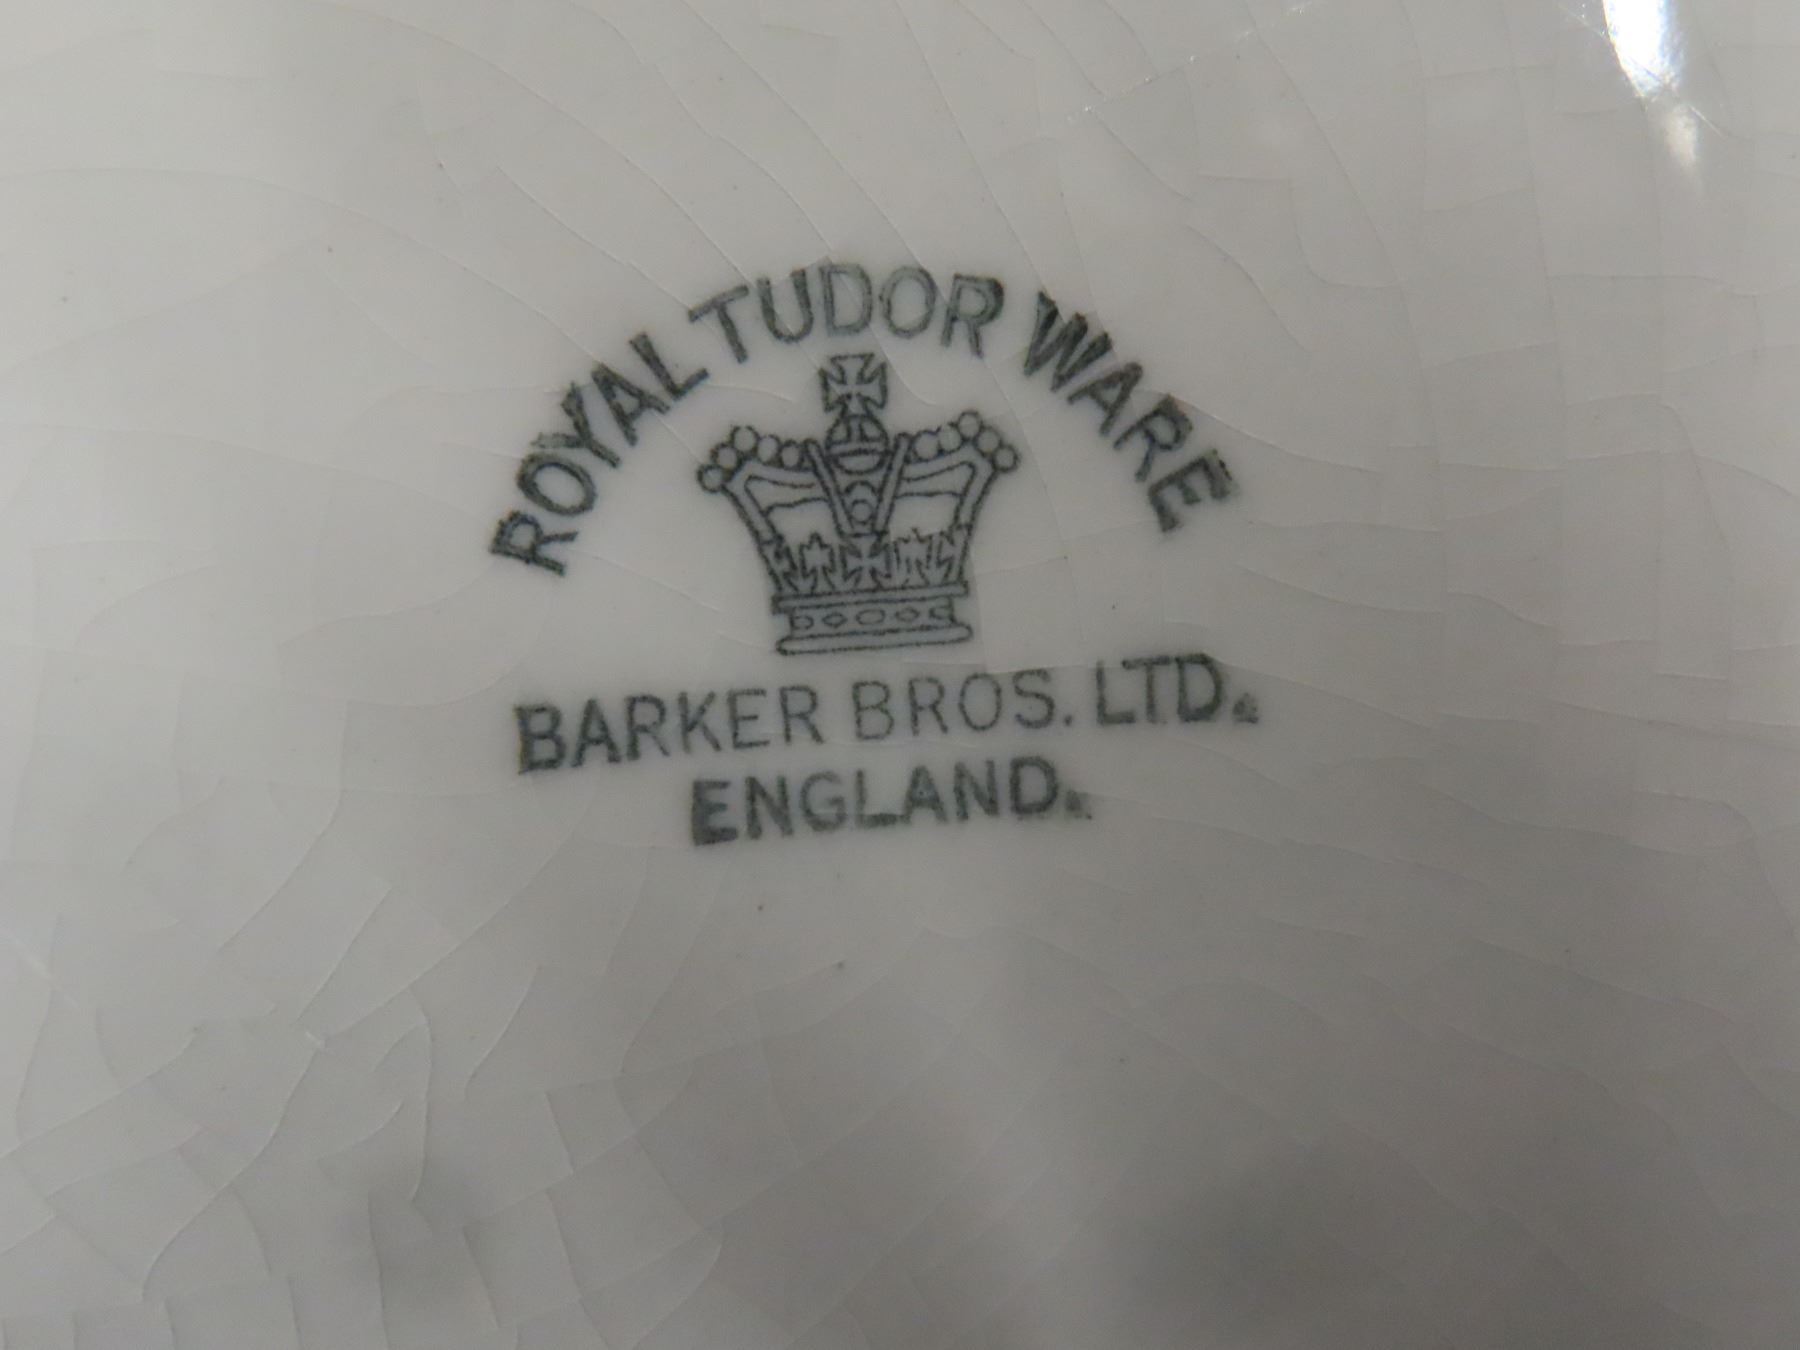 ROYAL TUDOR WARE
BARKER BROS. LTD.
ENGLAND.